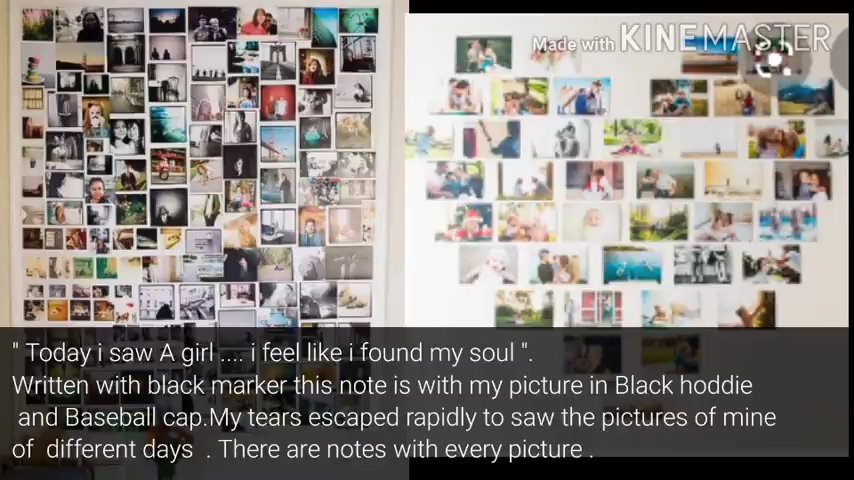 Made with KINEMASTER
" Today i saw A girl .... i feel like i found my soul ".
Written with black marker this note is with my picture in Black hoddie
and Baseball cap.My tears escaped rapidly to saw the pictures of mine
of different days . There are notes with every picture .